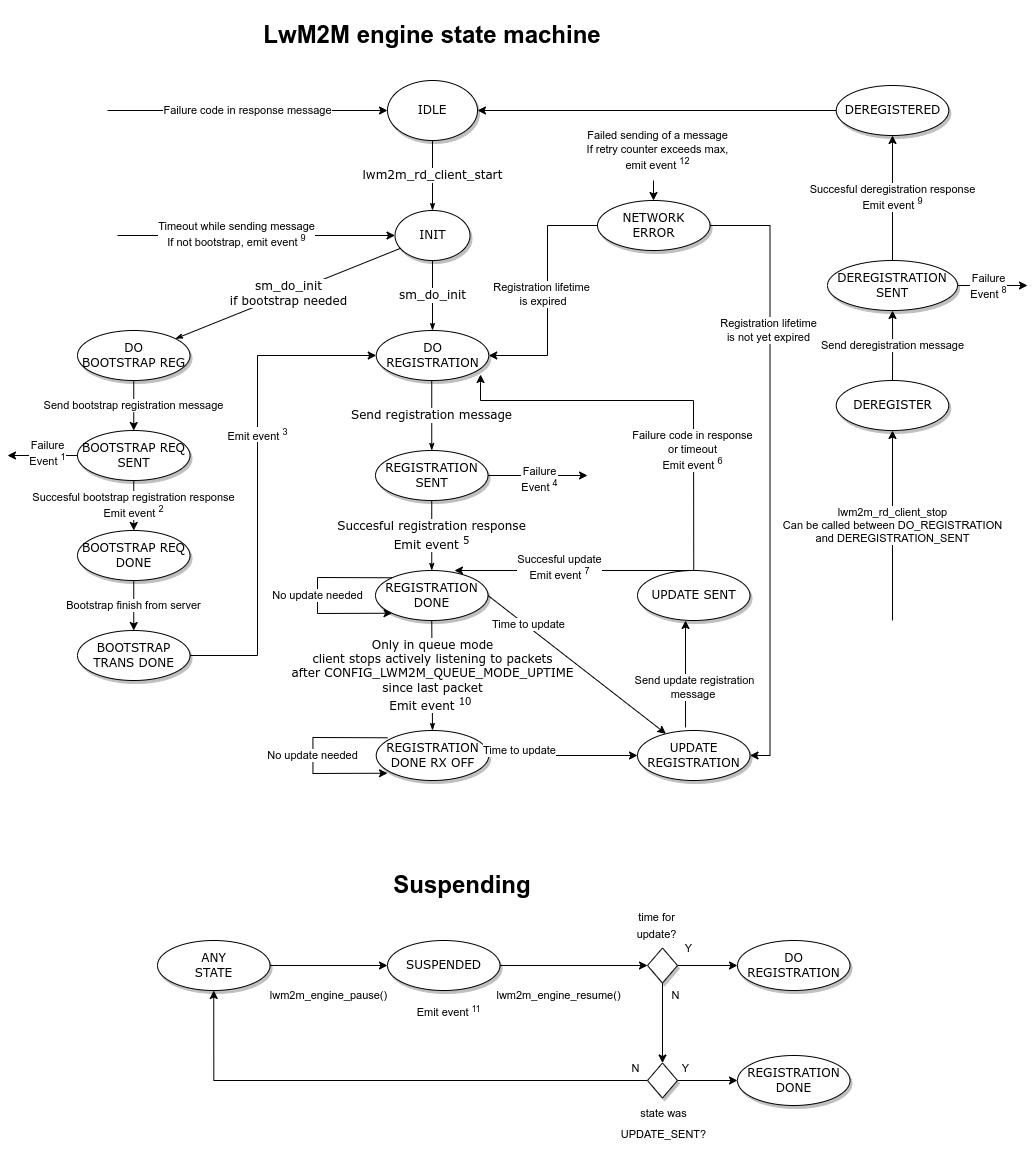 LwM2M engine state machine
Failure code in response message
IDLE
DEREGISTERED
Failed sending of a message
If retry counter exceeds max,
emit event 12
lwm2m_rd_client_start
Succesful deregistration response
Emit event 9
NETWORK
ERROR
Timeout while sending message
If not bootstrap, emit event 9
INIT
sm_do_init
if bootstrap needed
sm_do_init
Registration lifetime
is expired
DEREGISTRATION
SENT
Failure
Event 8
Registration lifetime
is not yet expired
Send deregistration message
DO
BOOTSTRAP REG
DO
REGISTRATION
Send bootstrap registration message
Send registration message
DEREGISTER
Emit event 3
Failure
Event 1
BOOTSTRAP REQ
SENT
Failure code in response
or timeout
Emit event 6
REGISTRATION
SENT
Failure
Event 4
Succesful bootstrap registration response
Emit event 2
Succesful registration response
Emit event 5
lwm2m_rd_client_stop
Can be called between DO_REGISTRATION
and DEREGISTRATION_SENT
BOOTSTRAP REQ
DONE
Succesful update
Emit event 7
No update needed
REGISTRATION
DONE
UPDATE SENT
Bootstrap finish from server
Time to update
BOOTSTRAP
TRANS DONE
Only in queue mode
client stops actively listening to packets
after CONFIG_LWM2M_QUEUE_MODE_UPTIME
since last packet
Emit event 10
Send update registration
message
No update needed
REGISTRATION
DONE RX OFF
Time to update
UPDATE
REGISTRATION
Suspending
time for
update?
Y
ANY
STATE
SUSPENDED
DO
REGISTRATION
lwm2m_engine_pause()
Emit event 11
lwm2m_engine_resume()
N
N
Y
REGISTRATION
DONE
state was
UPDATE_SENT?